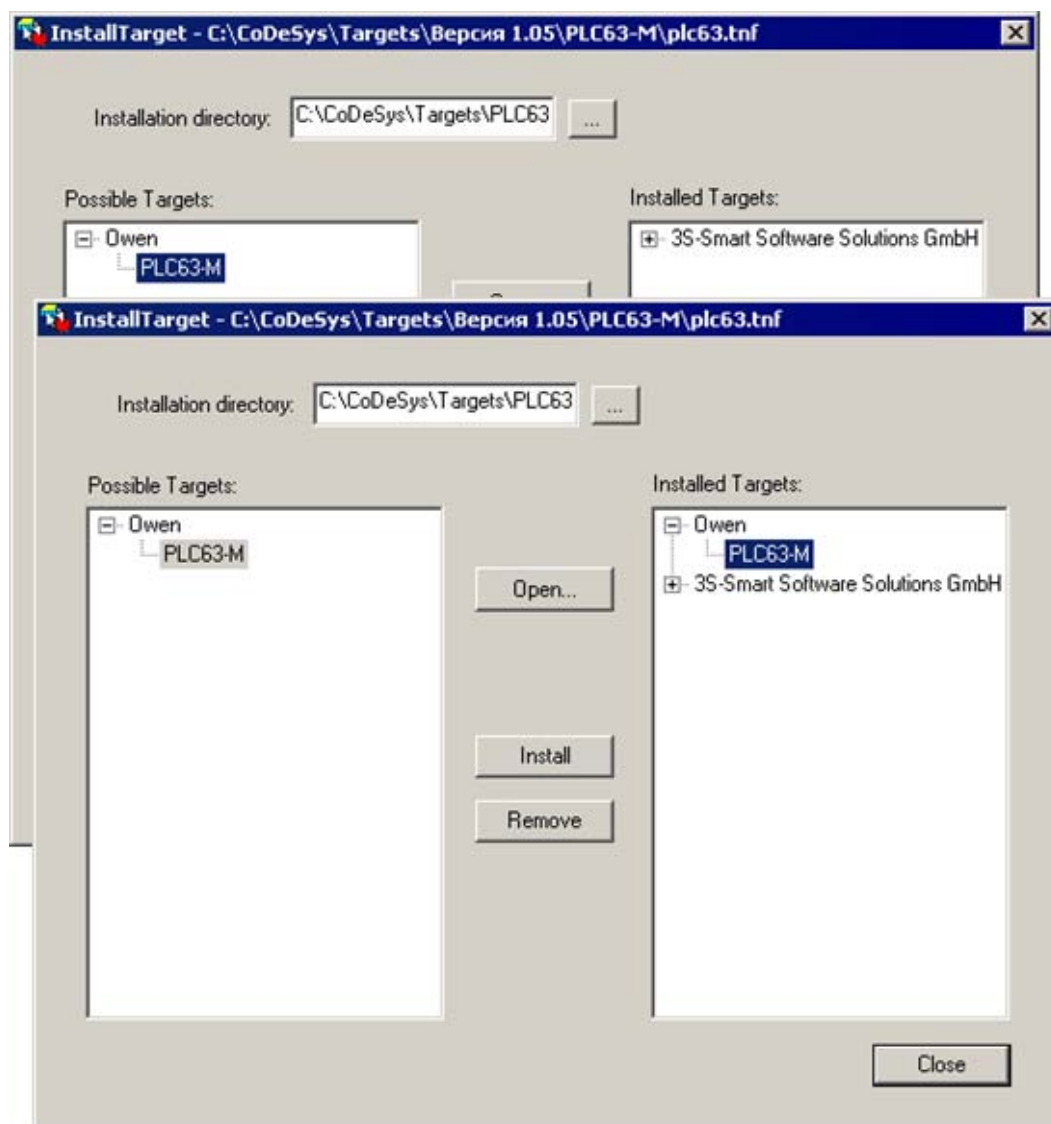 InstallTarget - C:\CoDeSys\Targets\Версия 1.05\PLC63-M\plc63.tnf
Installation directory: C:\CoDeSys\Targets\PLC63 ...
Possible Targets:
Installed Targets:
Owen
PLC63-M
3S-Smart Software Solutions GmbH
InstallTarget - C:\CoDeSys\Targets\Версия 1.05\PLC63-M\plc63.tnf
Installation directory: C:\CoDeSys\Targets\PLC63 ...
Possible Targets:
Installed Targets:
Owen
PLC63-M
Owen
PLC63-M
3S-Smart Software Solutions GmbH
Open...
Install
Remove
Close